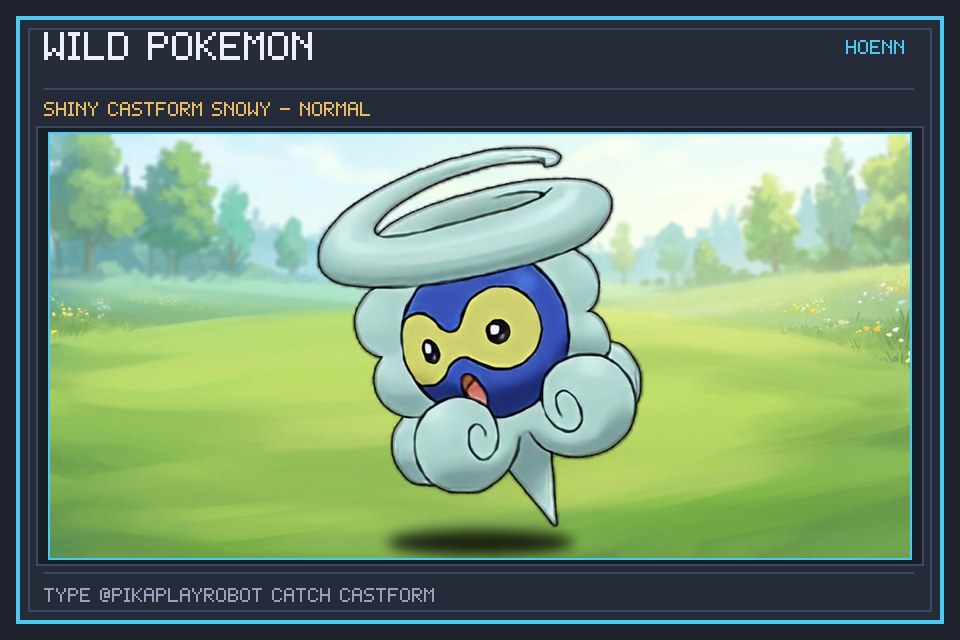 WILD POKEMON
HOENN
SHINY CASTFORM SNOWY - NORMAL
TYPE @PIKAPLAYROBOT CATCH CASTFORM